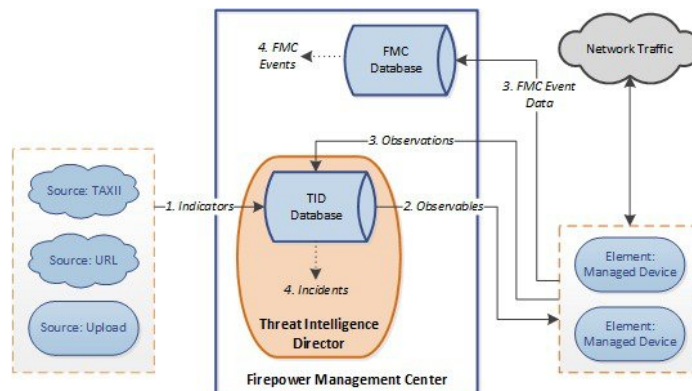 4. FMC
Events
FMC
Database
Network Traffic
3. FMC Event
Data
3. Observations
Source: TAXII
1. Indicators
TID
Database
2. Observables
Source: URL
Element:
Managed Device
4. Incidents
Source: Upload
Element:
Managed Device
Threat Intelligence
Director
Firepower Management Center